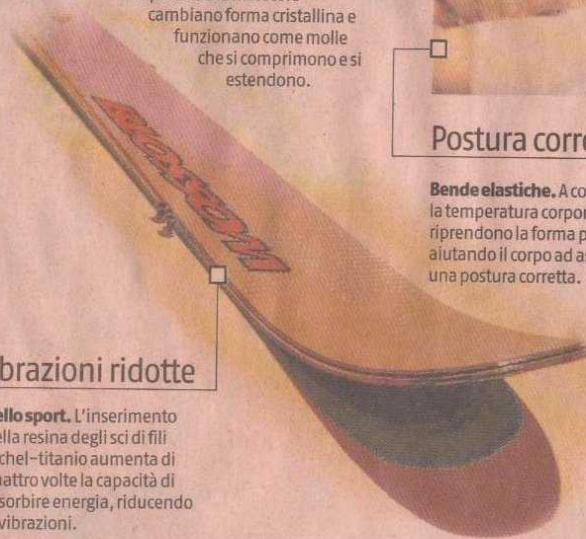 cambiano forma cristallina e
funzionano come molle
che si comprimono e si
estendono.
Postura corre
Bende elastiche. A co
la temperatura corpor
riprendono la forma p
aiutando il corpo ad as
una postura corretta.
brazioni ridotte
ello sport. L'inserimento
ella resina degli sci di fili
chel-titanio aumenta di
attro volte la capacità di
sorbire energia, riducendo
vibrazioni.